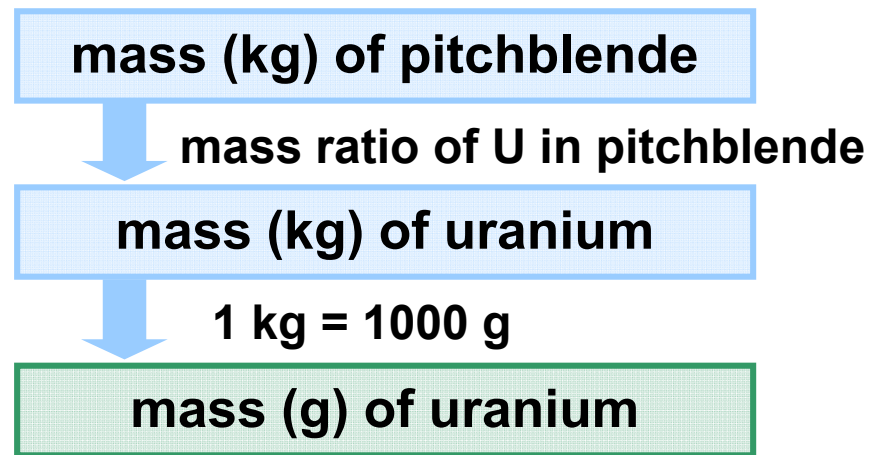 mass (kg) of pitchblende
mass ratio of U in pitchblende
mass (kg) of uranium
1 kg = 1000 g
mass (g) of uranium